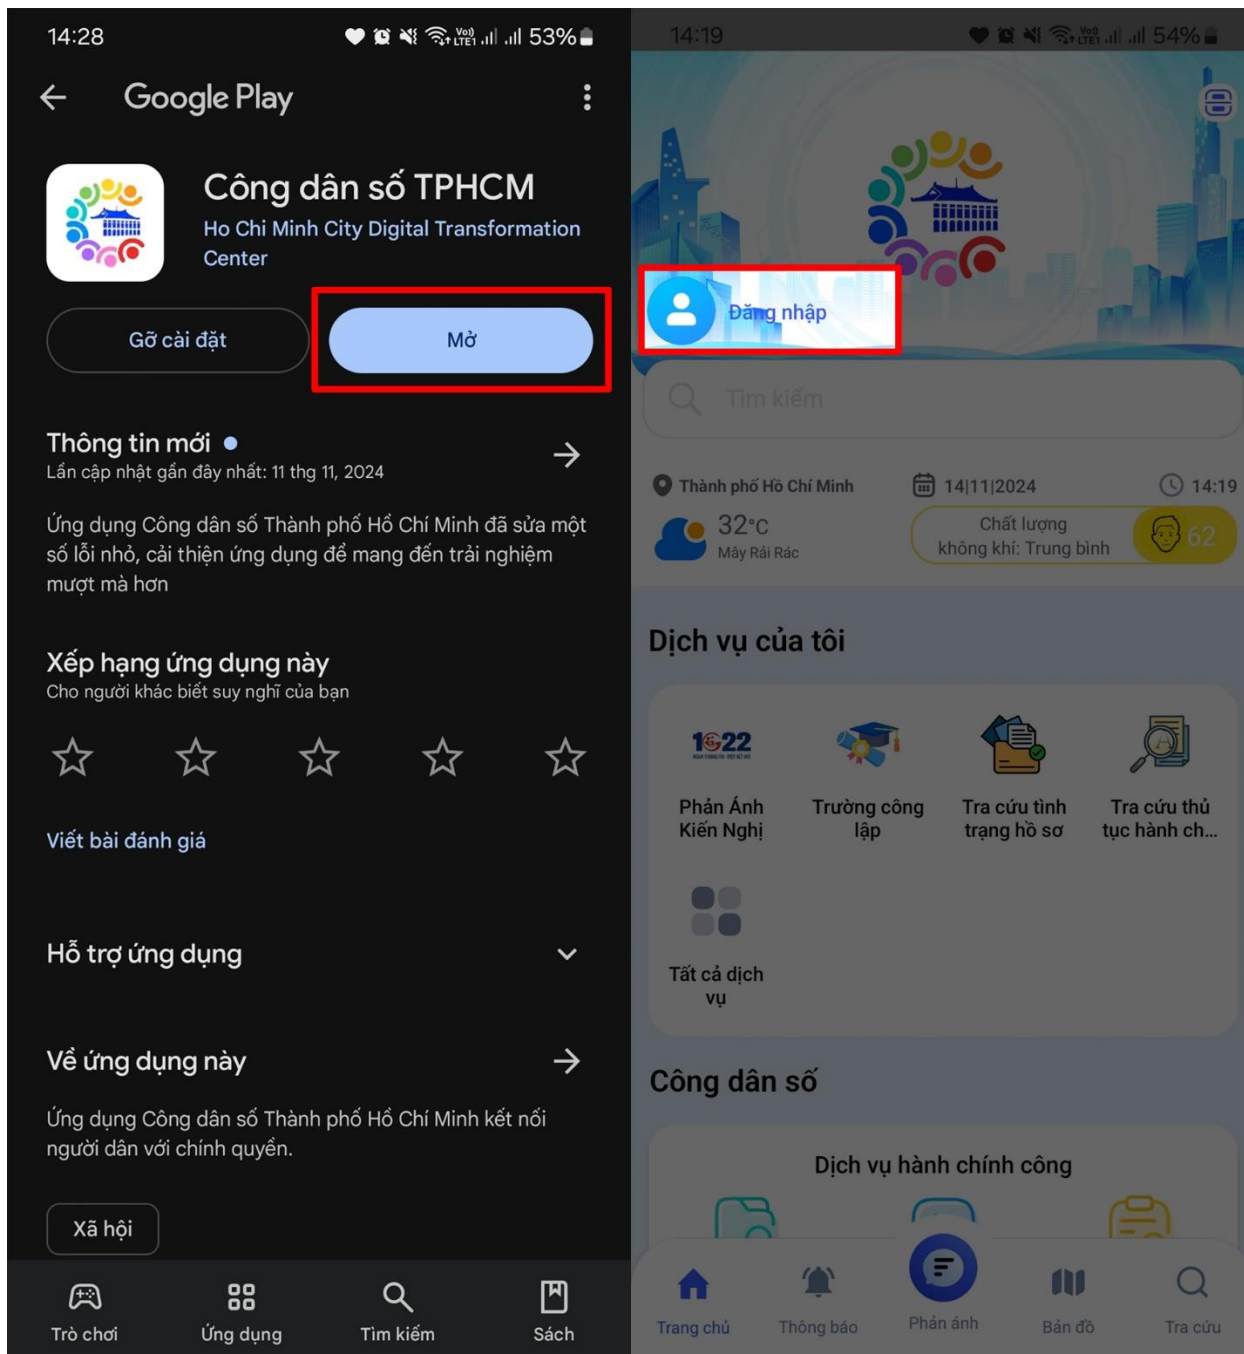 14:28
Vo)) LTE1 53%
Google Play
Công dân số TPHCM
Ho Chi Minh City Digital Transformation
Center
Gỡ cài đặt
Mở
Thông tin mới
Lần cập nhật gần đây nhất: 11 thg 11, 2024
Ứng dụng Công dân số Thành phố Hồ Chí Minh đã sửa một
số lỗi nhỏ, cải thiện ứng dụng để mang đến trải nghiệm
mượt mà hơn
Xếp hạng ứng dụng này
Cho người khác biết suy nghĩ của bạn
Viết bài đánh giá
Hỗ trợ ứng dụng
Về ứng dụng này
Ứng dụng Công dân số Thành phố Hồ Chí Minh kết nối
người dân với chính quyền.
Xã hội
Trò chơi
Ứng dụng
Tìm kiếm
Sách
14:19
Vo)) LTE1 54%
Đăng nhập
Tìm kiếm
Thành phố Hồ Chí Minh
14|11|2024
14:19
32°C
Mây Rải Rác
Chất lượng
không khí: Trung bình
62
Dịch vụ của tôi
1022
Phản Ánh
Kiến Nghị
Trường công
lập
Tra cứu tình
trạng hồ sơ
Tra cứu thủ
tục hành ch...
Tất cả dịch
vụ
Công dân số
Dịch vụ hành chính công
Trang chủ
Thông báo
Phản ánh
Bản đồ
Tra cứu